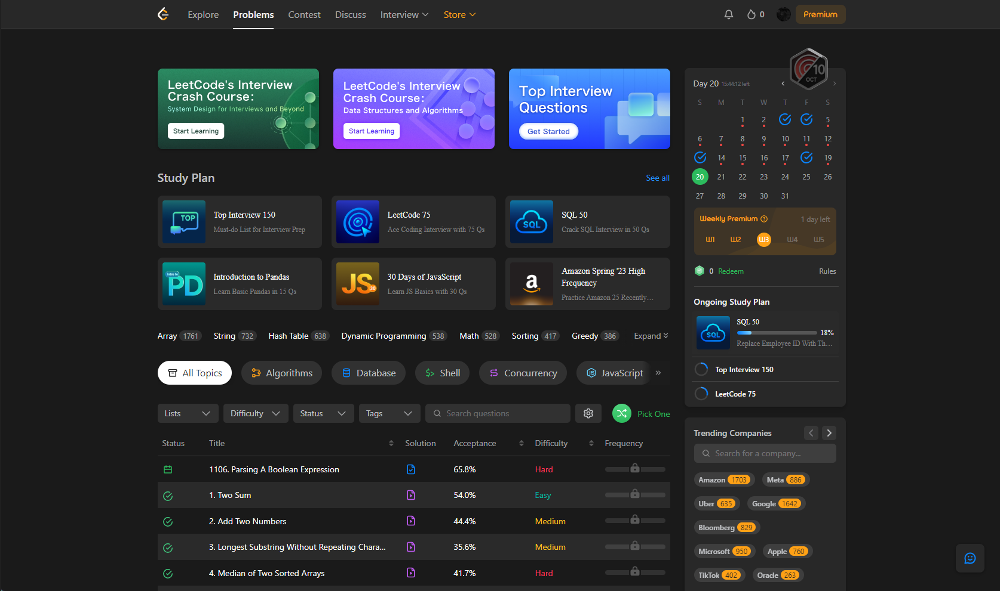 Explore Problems Contest Discuss Interview Store 0 Premium
LeetCode's Interview
Crash Course:
System Design for Interviews and Beyond
Start Learning
LeetCode's Interview
Crash Course:
Data Structures and Algorithms
Start Learning
Top Interview
Questions
Get Started
Study Plan See all
TOP
Top Interview 150
Must-do List for Interview Prep
LeetCode 75
Ace Coding Interview with 75 Qs
SQL
SQL 50
Crack SQL Interview in 50 Qs
Intro to
PD
Introduction to Pandas
Learn Basic Pandas in 15 Qs
JS 30
30 Days of JavaScript
Learn JS Basics with 30 Qs
a
Amazon Spring '23 High
Frequency
Practice Amazon 25 Recently…
Array 1761 String 732 Hash Table 638 Dynamic Programming 538 Math 528 Sorting 417 Greedy 386 Expand
All Topics Algorithms Database Shell Concurrency JavaScript
Lists Difficulty Status Tags Search questions Pick One
Status Title Solution Acceptance Difficulty Frequency
1106. Parsing A Boolean Expression 65.8% Hard
1. Two Sum 54.0% Easy
2. Add Two Numbers 44.4% Medium
3. Longest Substring Without Repeating Chara... 35.6% Medium
4. Median of Two Sorted Arrays 41.7% Hard
10
OCT
Day 20 15:44:12 left
S M T W T F S
1 2 5
6 7 8 9 10 11 12
14 15 16 17 19
20 21 22 23 24 25 26
27 28 29 30 31
Weekly Premium 1 day left
W1 W2 W3 W4 W5
0 Redeem Rules
Ongoing Study Plan
SQL
SQL 50
18%
Replace Employee ID With Th…
Top Interview 150
LeetCode 75
Trending Companies
Search for a company...
Amazon 1703 Meta 886
Uber 635 Google 1642
Bloomberg 829
Microsoft 950 Apple 760
TikTok 402 Oracle 263